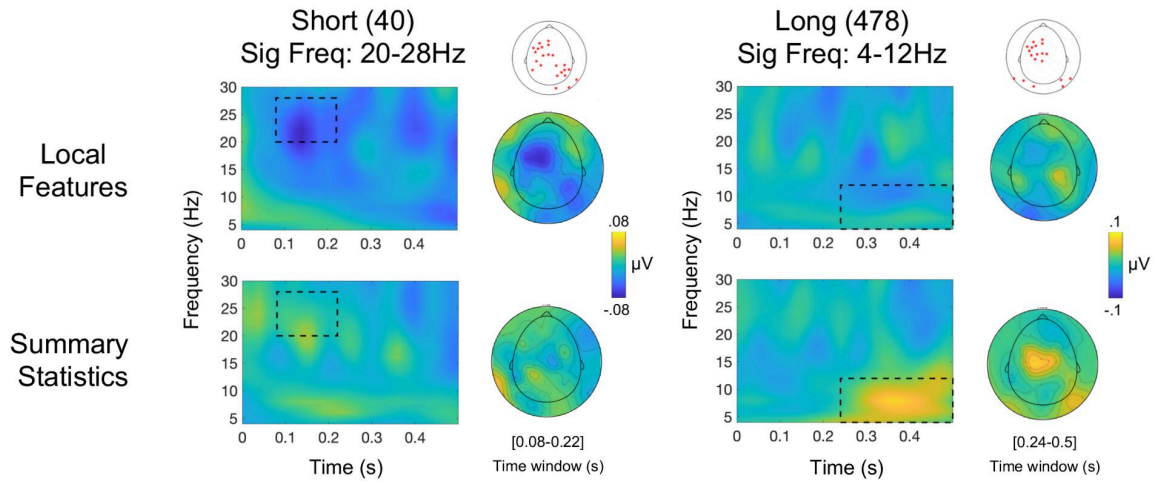 Short (40)
Sig Freq: 20-28Hz
Long (478)
Sig Freq: 4-12Hz
Local
Features
Summary
Statistics
Frequency (Hz)
30
25
20
15
10
5
0 0.1 0.2 0.3 0.4
Frequency (Hz)
30
25
20
15
10
5
0 0.1 0.2 0.3 0.4
.08
µV
-.08
.1
µV
-.1
Frequency (Hz)
30
25
20
15
10
5
0 0.1 0.2 0.3 0.4
Time (s)
[0.08-0.22]
Time window (s)
Frequency (Hz)
30
25
20
15
10
5
0 0.1 0.2 0.3 0.4
Time (s)
[0.24-0.5]
Time window (s)